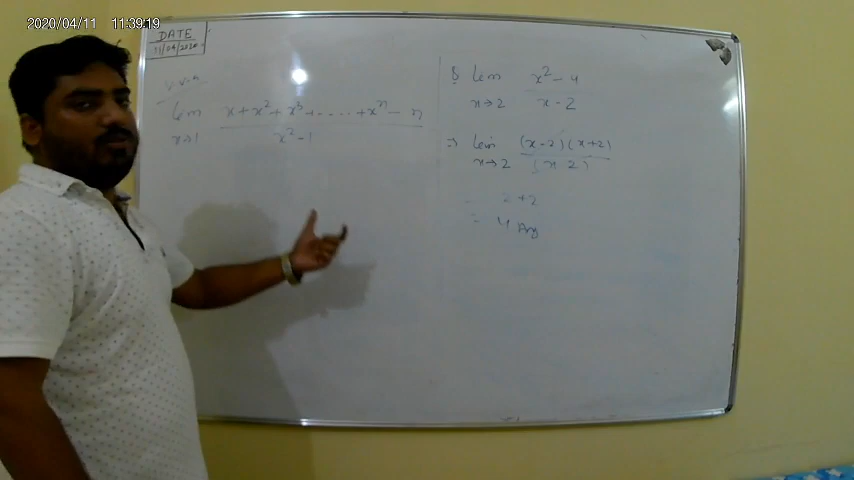 2020/04/11 11:39:19
DATE
11/04/2020
lim x + x² + x³ + ..... + xⁿ - n
x→1 x² - 1
Q lim x² - 4
x→2 x - 2
⇒ lim (x-2)(x+2)
x→2 (x 2)
2 + 2
= 4 Ans